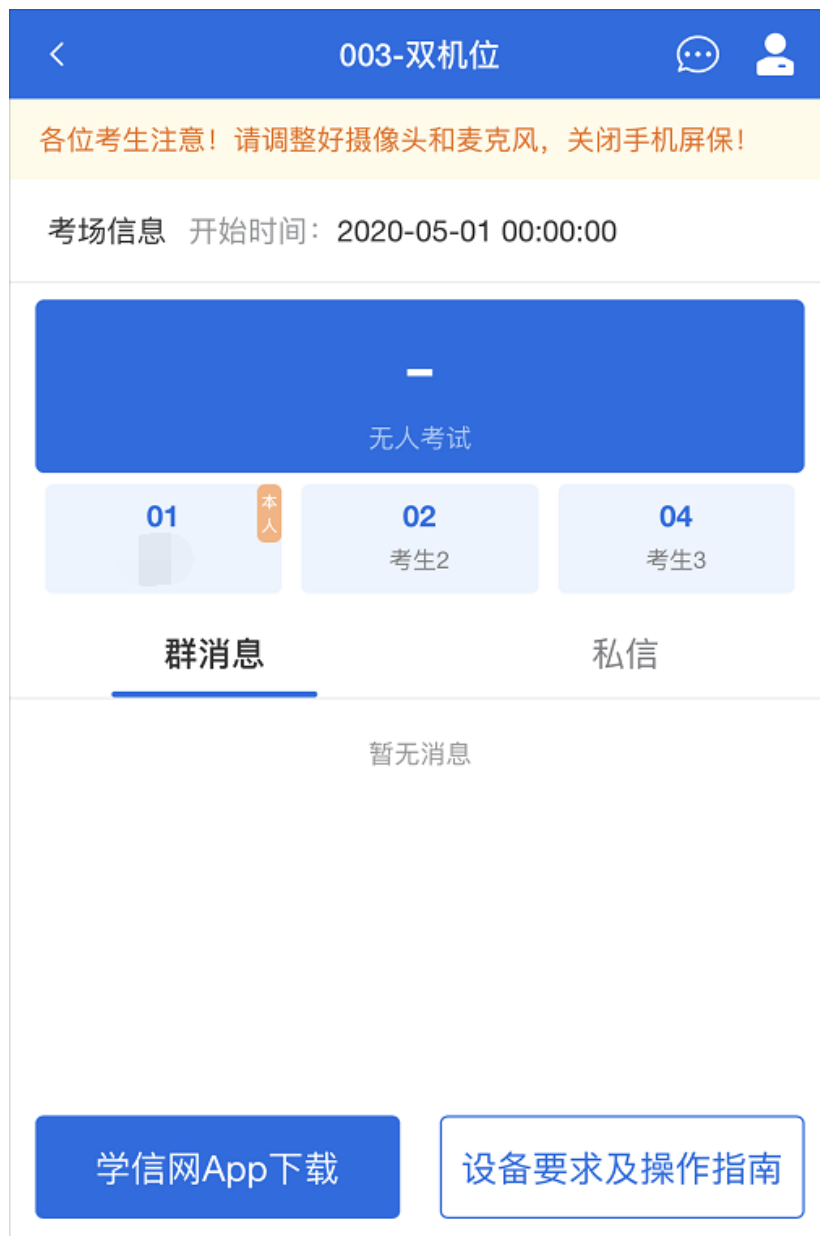 003-双机位
各位考生注意！请调整好摄像头和麦克风，关闭手机屏保！
考场信息 开始时间：2020-05-01 00:00:00
–
无人考试
01 本人 02 04
考生2 考生3
群消息 私信
暂无消息
学信网App下载 设备要求及操作指南